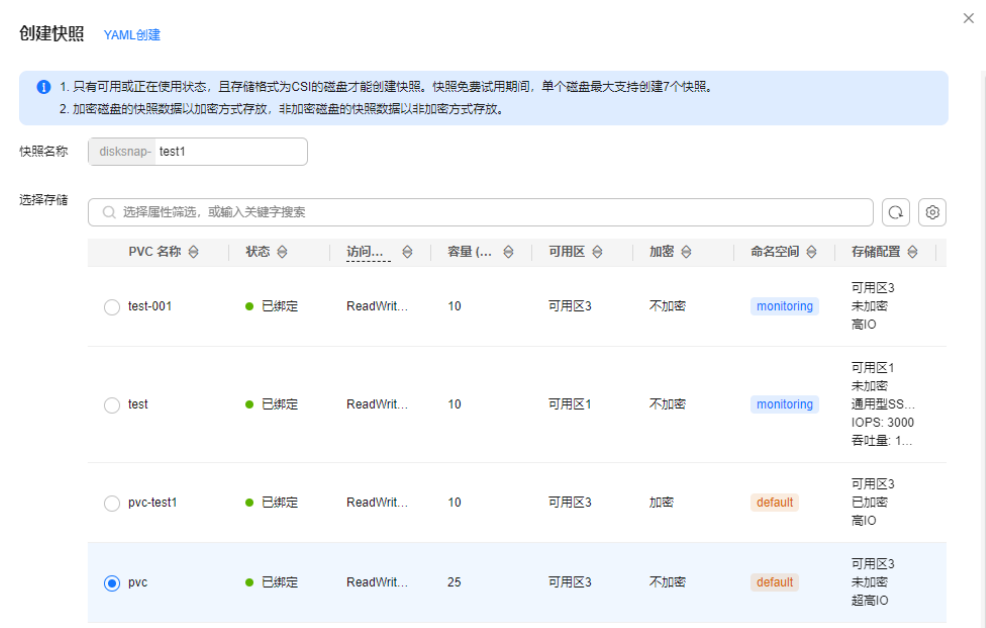 创建快照 YAML创建
1. 只有可用或正在使用状态，且存储格式为CSI的磁盘才能创建快照。快照免费试用期间，单个磁盘最大支持创建7个快照。
2. 加密磁盘的快照数据以加密方式存放，非加密磁盘的快照数据以非加密方式存放。
快照名称 disksnap- test1
选择存储
选择属性筛选，或输入关键字搜索
PVC 名称 状态 访问... 容量 (... 可用区 加密 命名空间 存储配置
test-001 已绑定 ReadWrit... 10 可用区3 不加密 monitoring 可用区3
未加密
高IO
test 已绑定 ReadWrit... 10 可用区1 不加密 monitoring 可用区1
未加密
通用型SS...
IOPS: 3000
吞吐量: 1...
pvc-test1 已绑定 ReadWrit... 10 可用区3 加密 default 可用区3
已加密
高IO
pvc 已绑定 ReadWrit... 25 可用区3 不加密 default 可用区3
未加密
超高IO